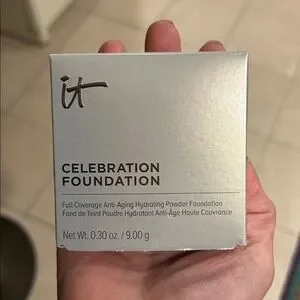 it
CELEBRATION
FOUNDATION
Full Coverage Anti-Aging Hydrating Powder Foundation
Fond de Teint Poudre Hydratant Anti-Âge Haute Couvrance
Net Wt. 0.30 oz. / 9.00 g